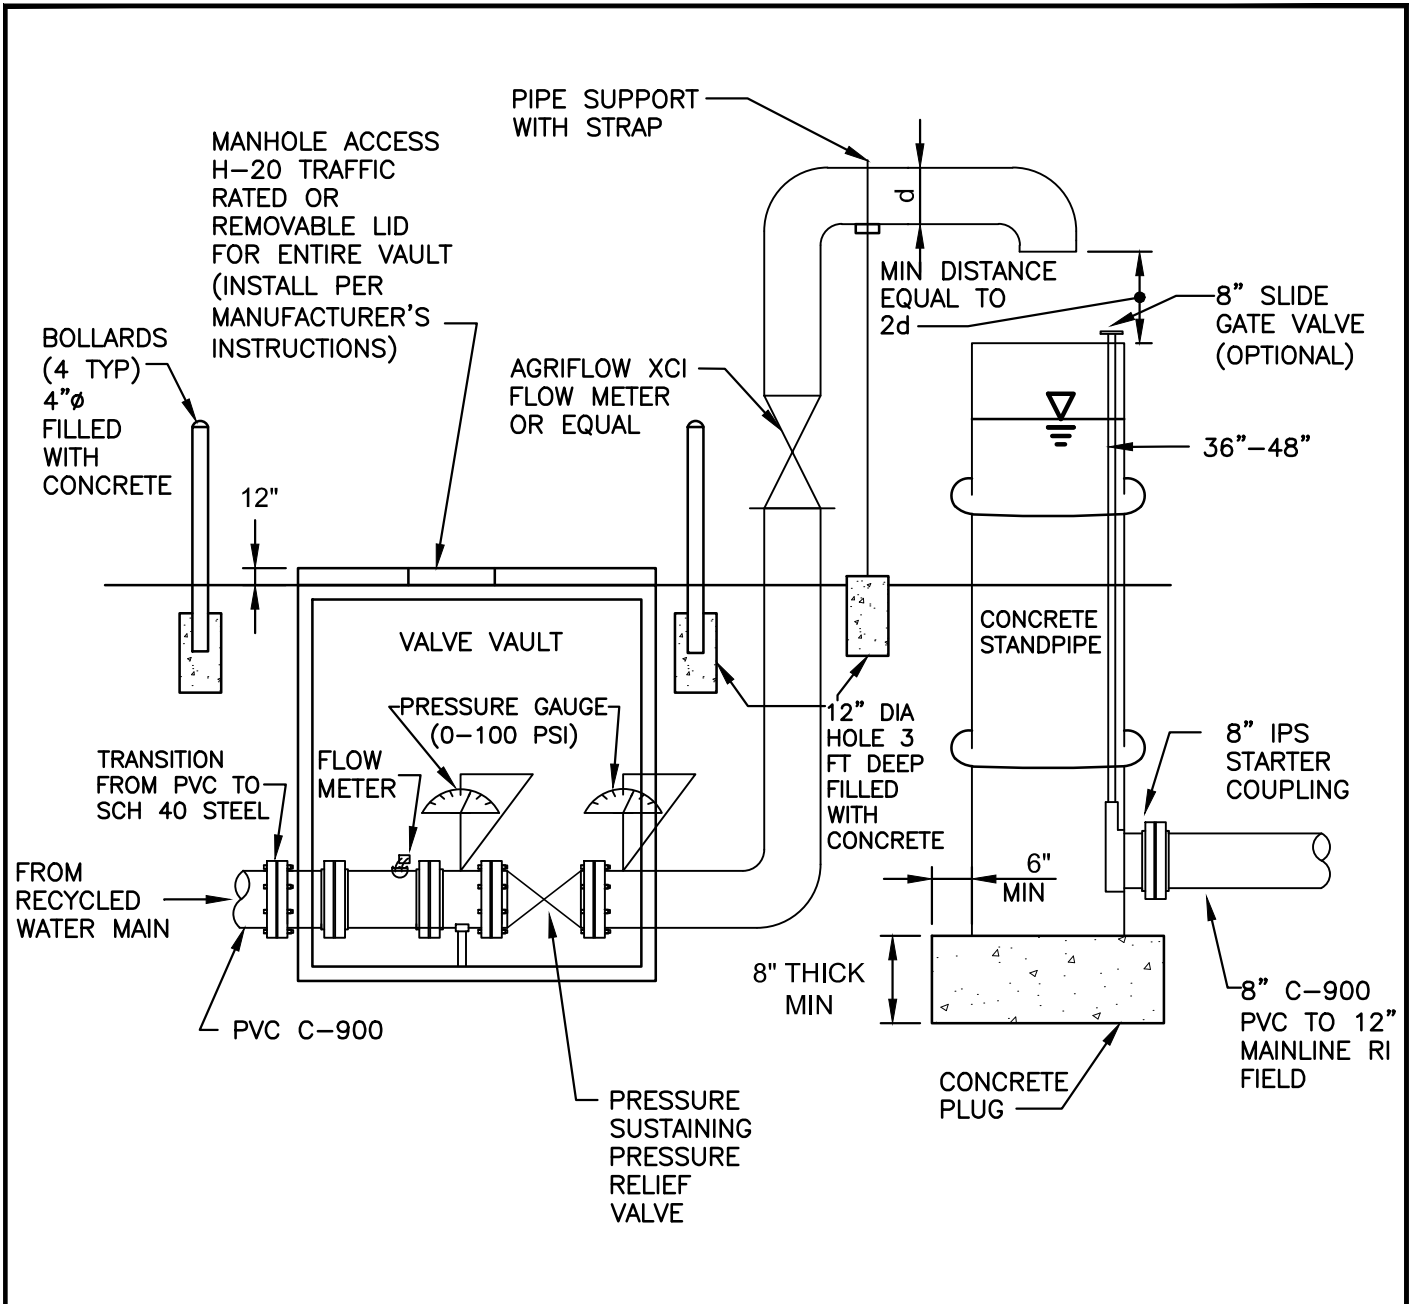 PIPE SUPPORT
WITH STRAP
MANHOLE ACCESS
H-20 TRAFFIC
RATED OR
REMOVABLE LID
FOR ENTIRE VAULT
(INSTALL PER
MANUFACTURER'S
INSTRUCTIONS)
d
MIN DISTANCE
EQUAL TO
2d
8" SLIDE
GATE VALVE
(OPTIONAL)
BOLLARDS
(4 TYP)
4"ø
FILLED
WITH
CONCRETE
AGRIFLOW XCI
FLOW METER
OR EQUAL
36"-48"
12"
VALVE VAULT
CONCRETE
STANDPIPE
PRESSURE GAUGE
(0-100 PSI)
12" DIA
HOLE 3
FT DEEP
FILLED
WITH
CONCRETE
8" IPS
STARTER
COUPLING
TRANSITION
FROM PVC TO
SCH 40 STEEL
FLOW
METER
FROM
RECYCLED
WATER MAIN
6"
MIN
8" THICK
MIN
PVC C-900
8" C-900
PVC TO 12"
MAINLINE RI
FIELD
CONCRETE
PLUG
PRESSURE
SUSTAINING
PRESSURE
RELIEF
VALVE